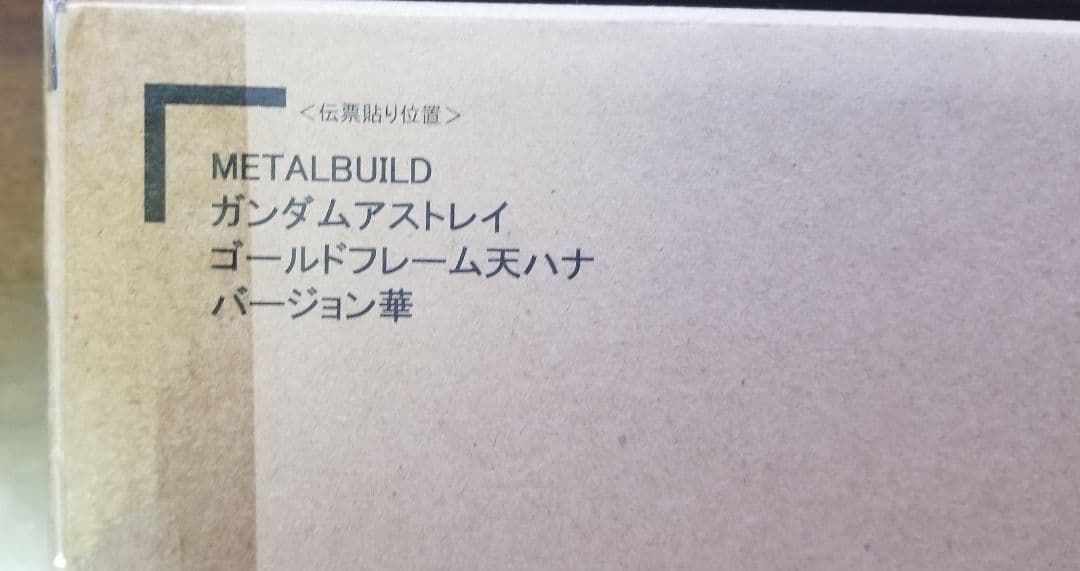 ＜伝票貼り位置＞
METALBUILD
ガンダムアストレイ
ゴールドフレーム天ハナ
バージョン華